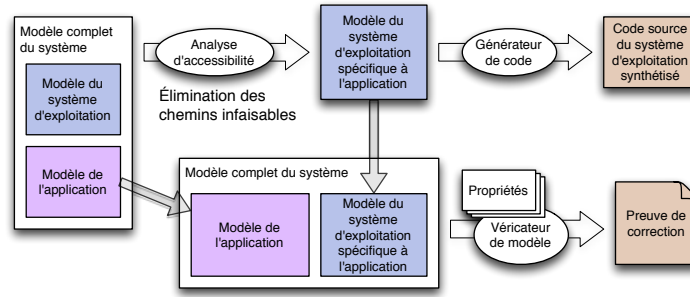 Modèle complet
du système
Modèle du
système
d'exploitation
Modèle de
l'application
Analyse
d'accessibilité
Élimination des
chemins infaisables
Modèle du
système
d'exploitation
spécifique à
l'application
Générateur
de code
Code source
du système
d'exploitation
synthétisé
Modèle complet du système
Modèle de
l'application
Modèle du
système
d'exploitation
spécifique à
l'application
Propriétés
Véricateur
de modèle
Preuve de
correction